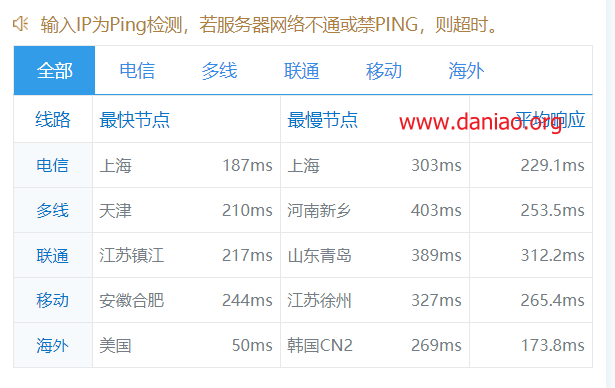 输入IP为Ping检测，若服务器网络不通或禁PING，则超时。
全部 电信 多线 联通 移动 海外
线路 最快节点 最慢节点 平均响应
www.daniao.org
电信 上海 187ms 上海 303ms 229.1ms
多线 天津 210ms 河南新乡 403ms 253.5ms
联通 江苏镇江 217ms 山东青岛 389ms 312.2ms
移动 安徽合肥 244ms 江苏徐州 327ms 265.4ms
海外 美国 50ms 韩国CN2 269ms 173.8ms